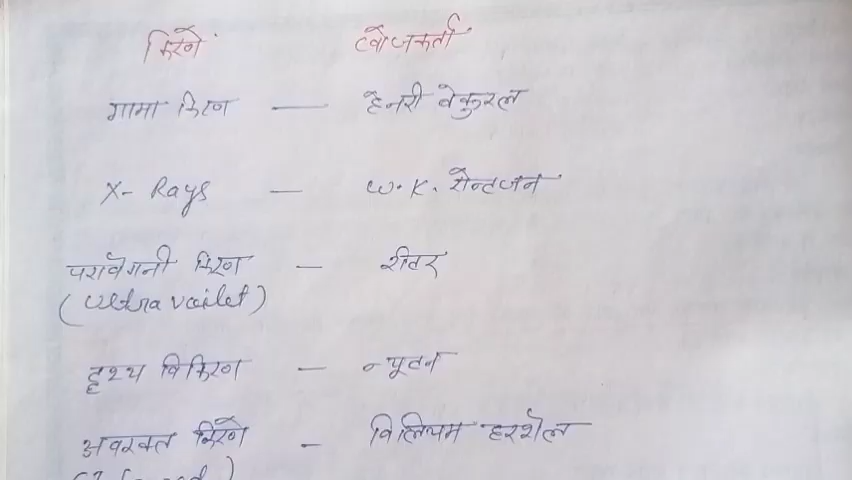 किरणें खोजकर्ता
गामा किरण — हैनरी वेकुरल
X- Rays — W. K. रोन्टजन
पराबैगनी किरण — रीटर
(Ultra vailet)
दृश्य विकिरण — न्यूटन
अवरक्त किरणें — विलियम हरशैल